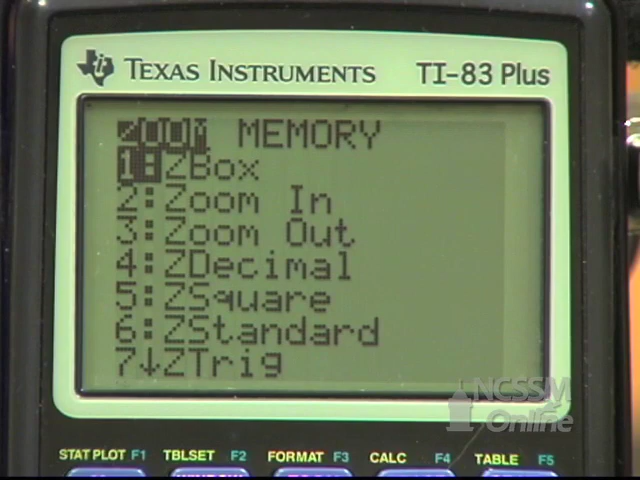 TEXAS INSTRUMENTS TI-83 Plus
ZOOM MEMORY
1:ZBox
2:Zoom In
3:Zoom Out
4:ZDecimal
5:ZSquare
6:ZStandard
7↓ZTrig
NCSSM
Online
STAT PLOT F1 TBLSET F2 FORMAT F3 CALC F4 TABLE F5